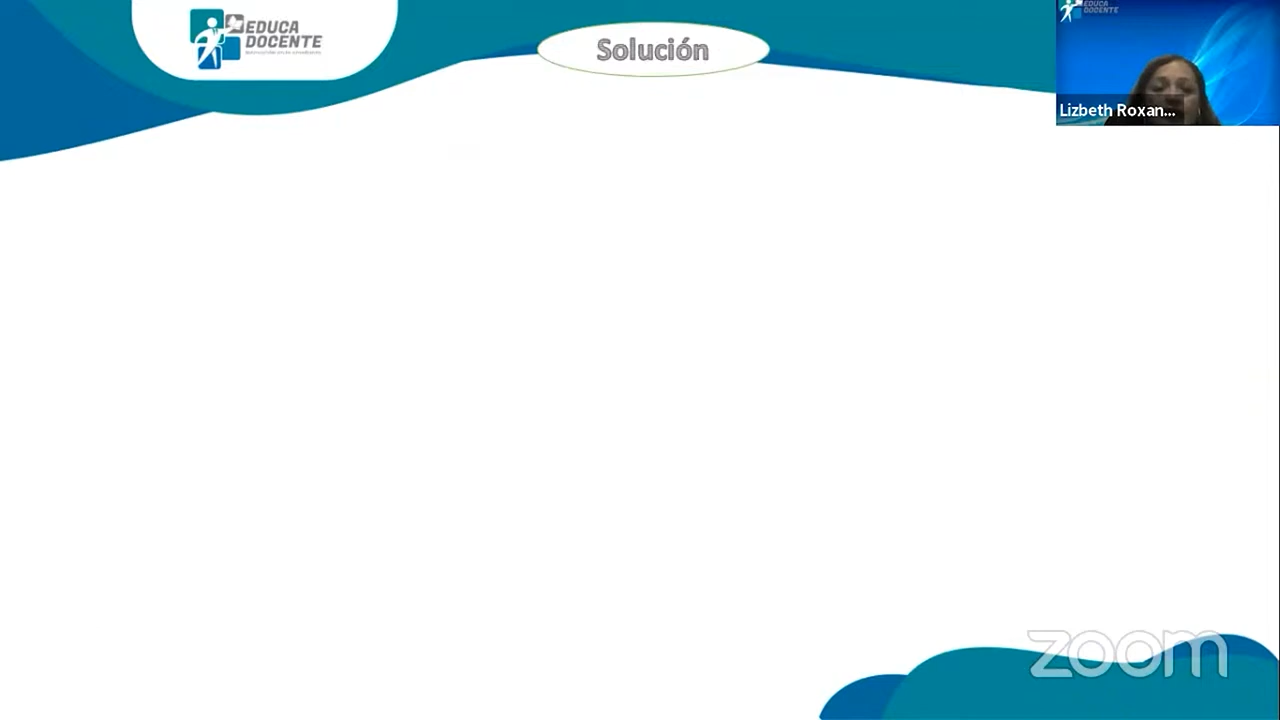 EDUCA
DOCENTE
Solución
EDUCA
DOCENTE
Lizbeth Roxan...
zoom